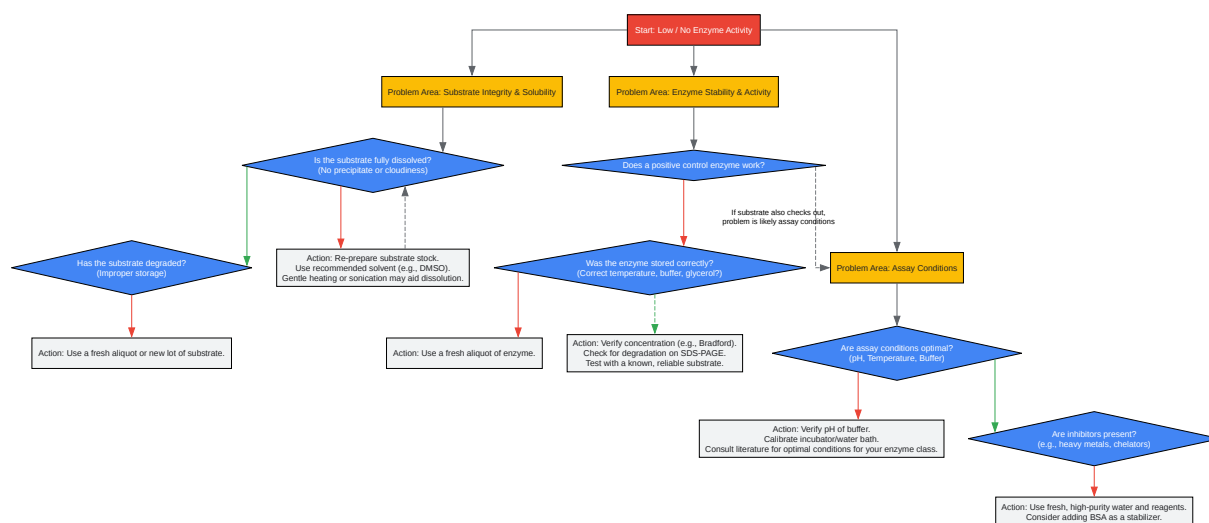 Start: Low / No Enzyme Activity
Problem Area: Substrate Integrity & Solubility
Problem Area: Enzyme Stability & Activity
Is the substrate fully dissolved?
(No precipitate or cloudiness)
Does a positive control enzyme work?
If substrate also checks out,
problem is likely assay conditions
Has the substrate degraded?
(Improper storage)
Action: Re-prepare substrate stock.
Use recommended solvent (e.g., DMSO).
Gentle heating or sonication may aid dissolution.
Was the enzyme stored correctly?
(Correct temperature, buffer, glycerol?)
Problem Area: Assay Conditions
Action: Use a fresh aliquot or new lot of substrate.
Action: Use a fresh aliquot of enzyme.
Action: Verify concentration (e.g., Bradford).
Check for degradation on SDS-PAGE.
Test with a known, reliable substrate.
Are assay conditions optimal?
(pH, Temperature, Buffer)
Action: Verify pH of buffer.
Calibrate incubator/water bath.
Consult literature for optimal conditions for your enzyme class.
Are inhibitors present?
(e.g., heavy metals, chelators)
Action: Use fresh, high-purity water and reagents.
Consider adding BSA as a stabilizer.